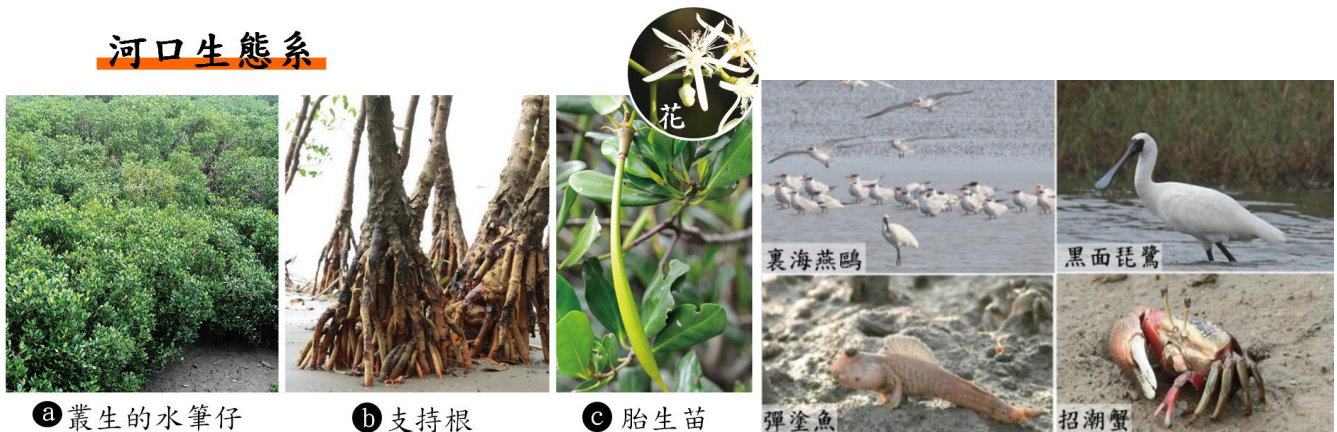 河口生態系
花
裏海燕鷗
黑面琵鷺
彈塗魚
招潮蟹
a 叢生的水筆仔
b 支持根
c 胎生苗